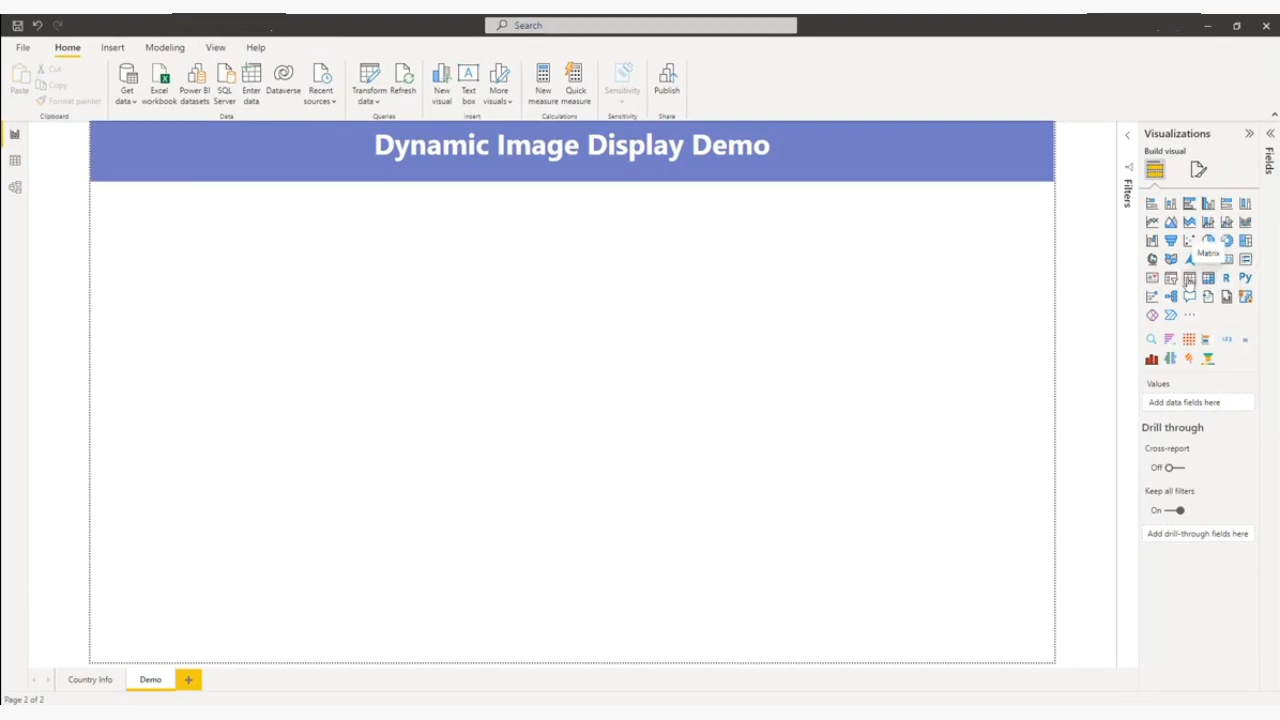 Search
File Home Insert Modeling View Help
Paste
Cut
Copy
Format painter
Clipboard
Get data
Excel workbook
Power BI datasets
SQL Server
Enter data
Dataverse
Recent sources
Data
Transform data
Refresh
Queries
New visual
Text box
More visuals
Insert
New measure
Quick measure
Calculations
Sensitivity
Sensitivity
Publish
Share
Dynamic Image Display Demo
Filters
Visualizations
Build visual
Matrix
R
Py
123
Values
Add data fields here
Drill through
Cross-report
Off
Keep all filters
On
Add drill-through fields here
Fields
Country Info
Demo
Page 2 of 2